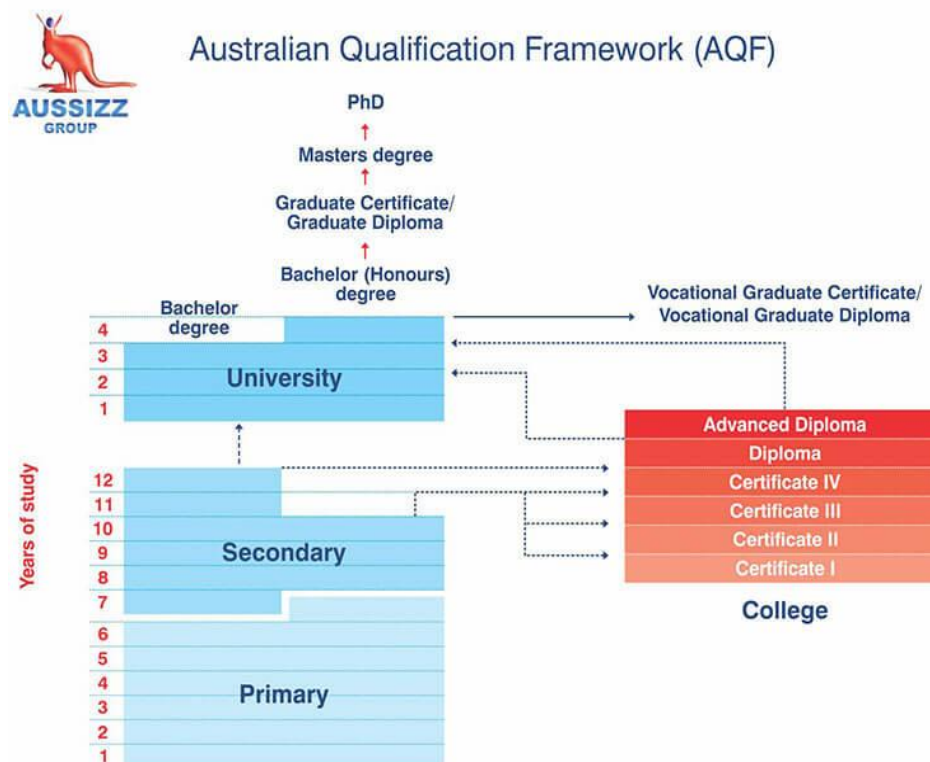 Australian Qualification Framework (AQF)
AUSSIZZ
GROUP
PhD
Masters degree
Graduate Certificate/
Graduate Diploma
Bachelor (Honours)
degree
Bachelor
degree
Vocational Graduate Certificate/
Vocational Graduate Diploma
4
3
2
1
University
Advanced Diploma
Diploma
Certificate IV
Certificate III
Certificate II
Certificate I
College
Years of study
12
11
10
9
8
7
Secondary
6
5
4
3
2
1
Primary